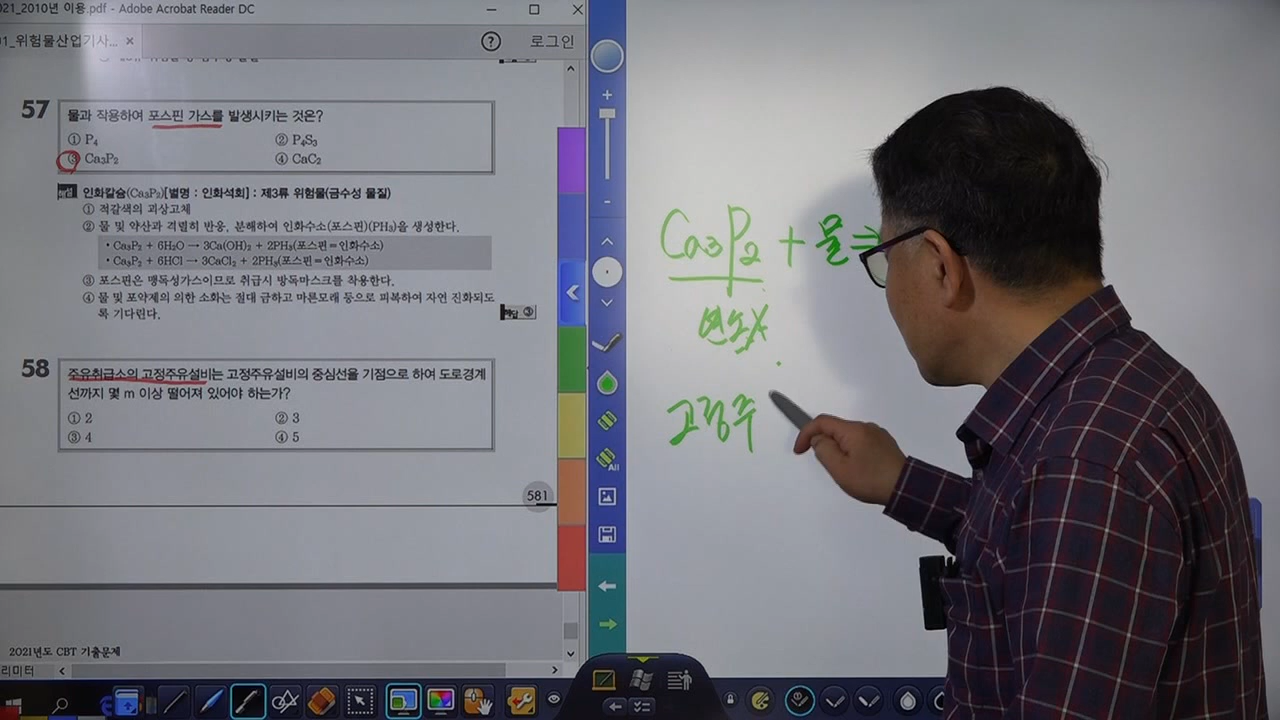 021_2010년 이용.pdf - Adobe Acrobat Reader DC
01_위험물산업기사... ×
로그인
57
물과 작용하여 포스핀 가스를 발생시키는 것은?
① P₄
② P₄S₃
③ Ca₃P₂
④ CaC₂
해설 인화칼슘(Ca₃P₂)[별명 : 인화석회] : 제3류 위험물(금수성 물질)
① 적갈색의 괴상고체
② 물 및 약산과 격렬히 반응, 분해하여 인화수소(포스핀)(PH₃)을 생성한다.
• Ca₃P₂ + 6H₂O → 3Ca(OH)₂ + 2PH₃(포스핀=인화수소)
• Ca₃P₂ + 6HCl → 3CaCl₂ + 2PH₃(포스핀=인화수소)
③ 포스핀은 맹독성가스이므로 취급시 방독마스크를 착용한다.
④ 물 및 포약제의 의한 소화는 절대 금하고 마른모래 등으로 피복하여 자연 진화되도
록 기다린다.
정답 ③
58
주유취급소의 고정주유설비는 고정주유설비의 중심선을 기점으로 하여 도로경계
선까지 몇 m 이상 떨어져 있어야 하는가?
① 2
② 3
③ 4
④ 5
581
2021년도 CBT 기출문제
리미터
All
Ca₃P₂ + 물 ⇒
연소X
고정주